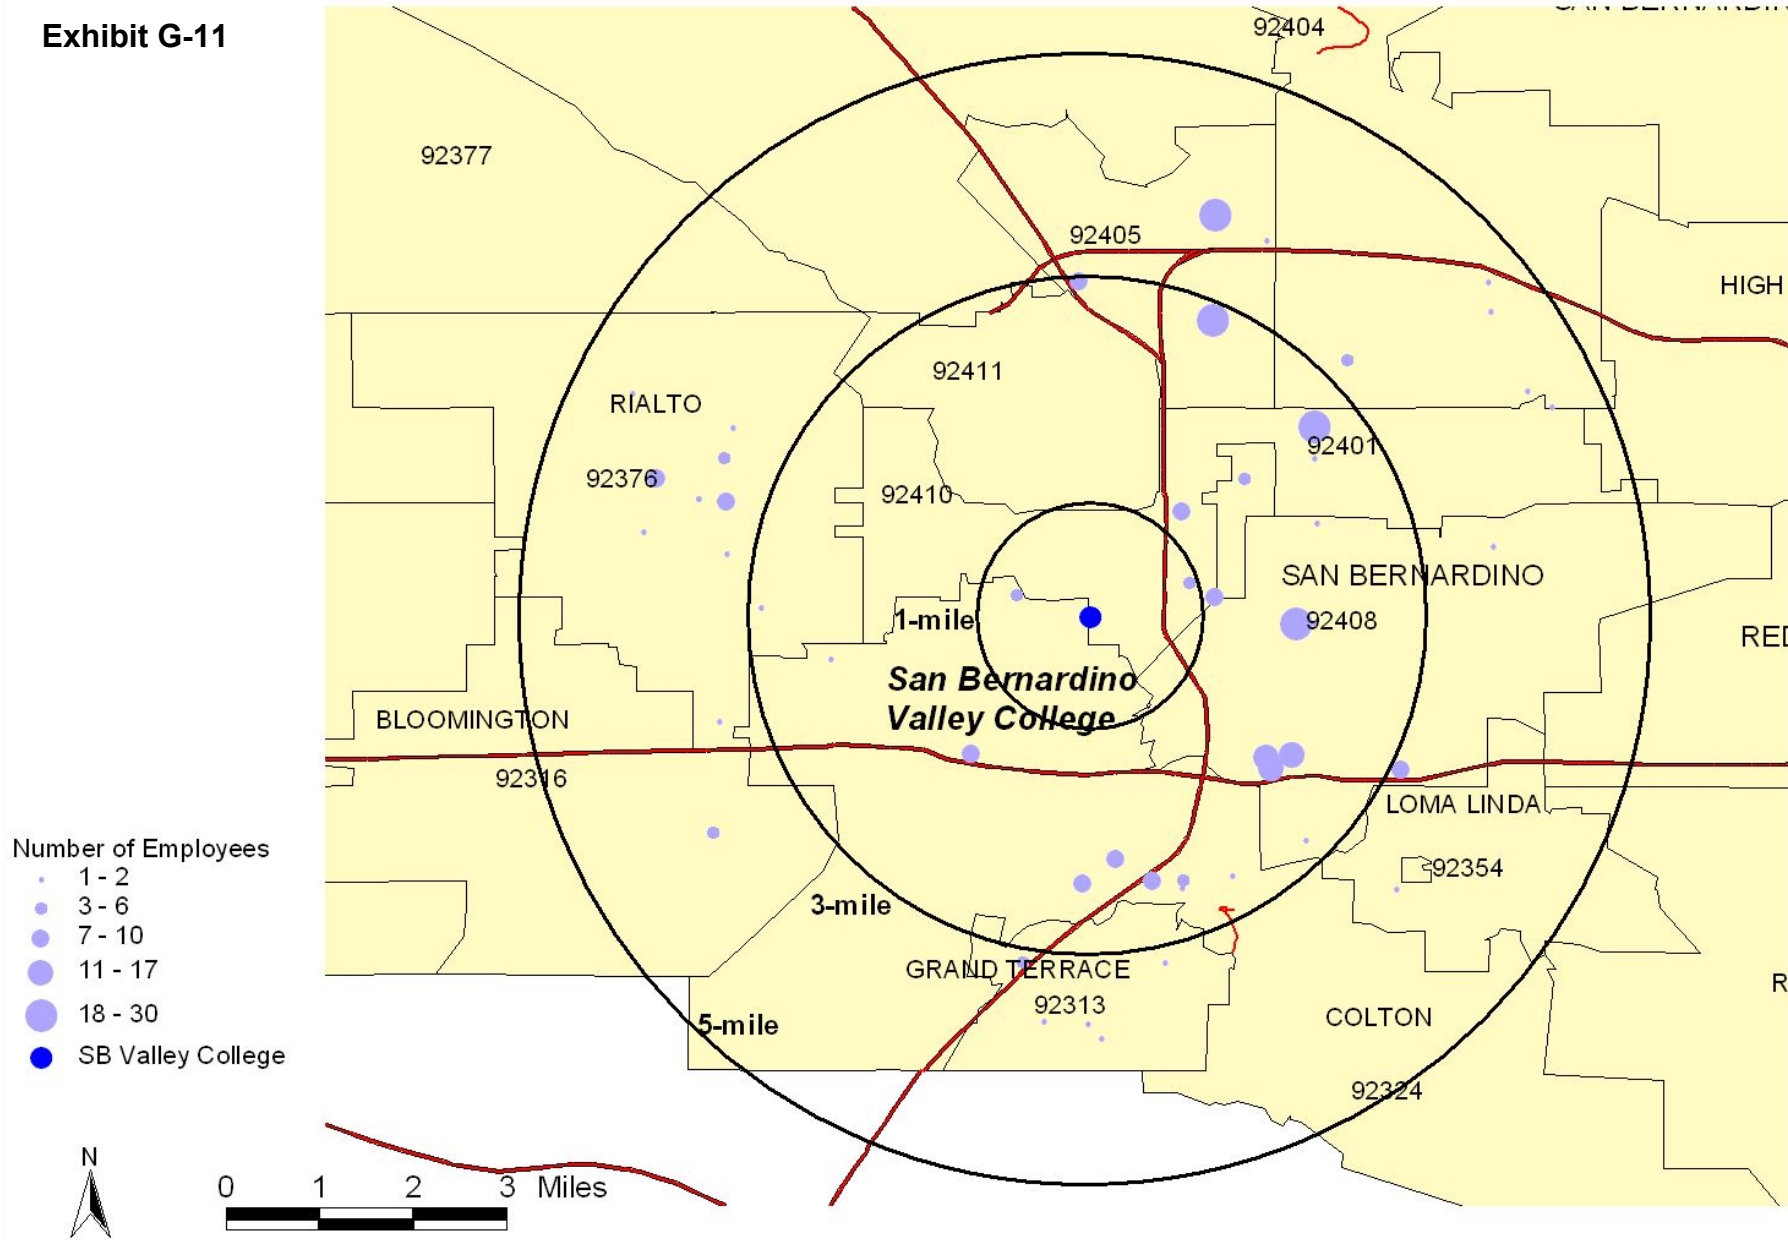 Exhibit G-11
92404
92377
92405
HIGH
92411
RIALTO
92401
92376
92410
SAN BERNARDINO
1-mile
92408
RED
San Bernardino
Valley College
BLOOMINGTON
92316
LOMA LINDA
Number of Employees
1 - 2
3 - 6
7 - 10
11 - 17
18 - 30
SB Valley College
92354
3-mile
GRAND TERRACE
R
92313
5-mile
COLTON
92324
N
0 1 2 3 Miles